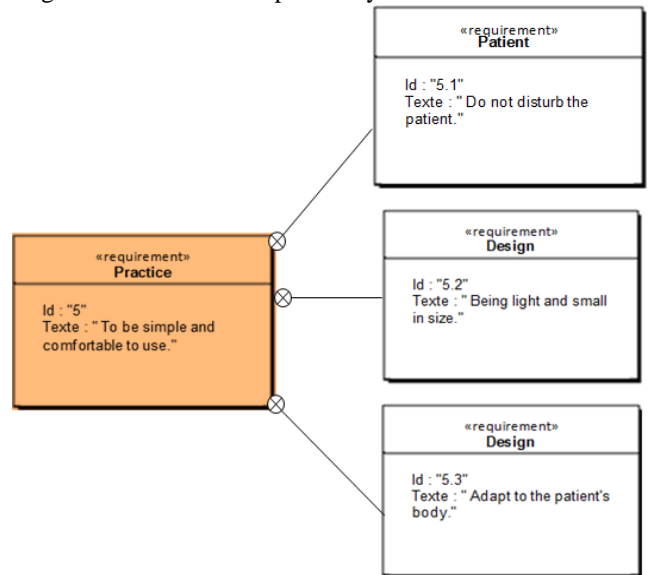 «requirement»
Patient
Id : "5.1"
Texte : " Do not disturb the
patient."
«requirement»
Practice
Id : "5"
Texte : " To be simple and
comfortable to use."
«requirement»
Design
Id : "5.2"
Texte : " Being light and small
in size."
«requirement»
Design
Id : "5.3"
Texte : " Adapt to the patient's
body."